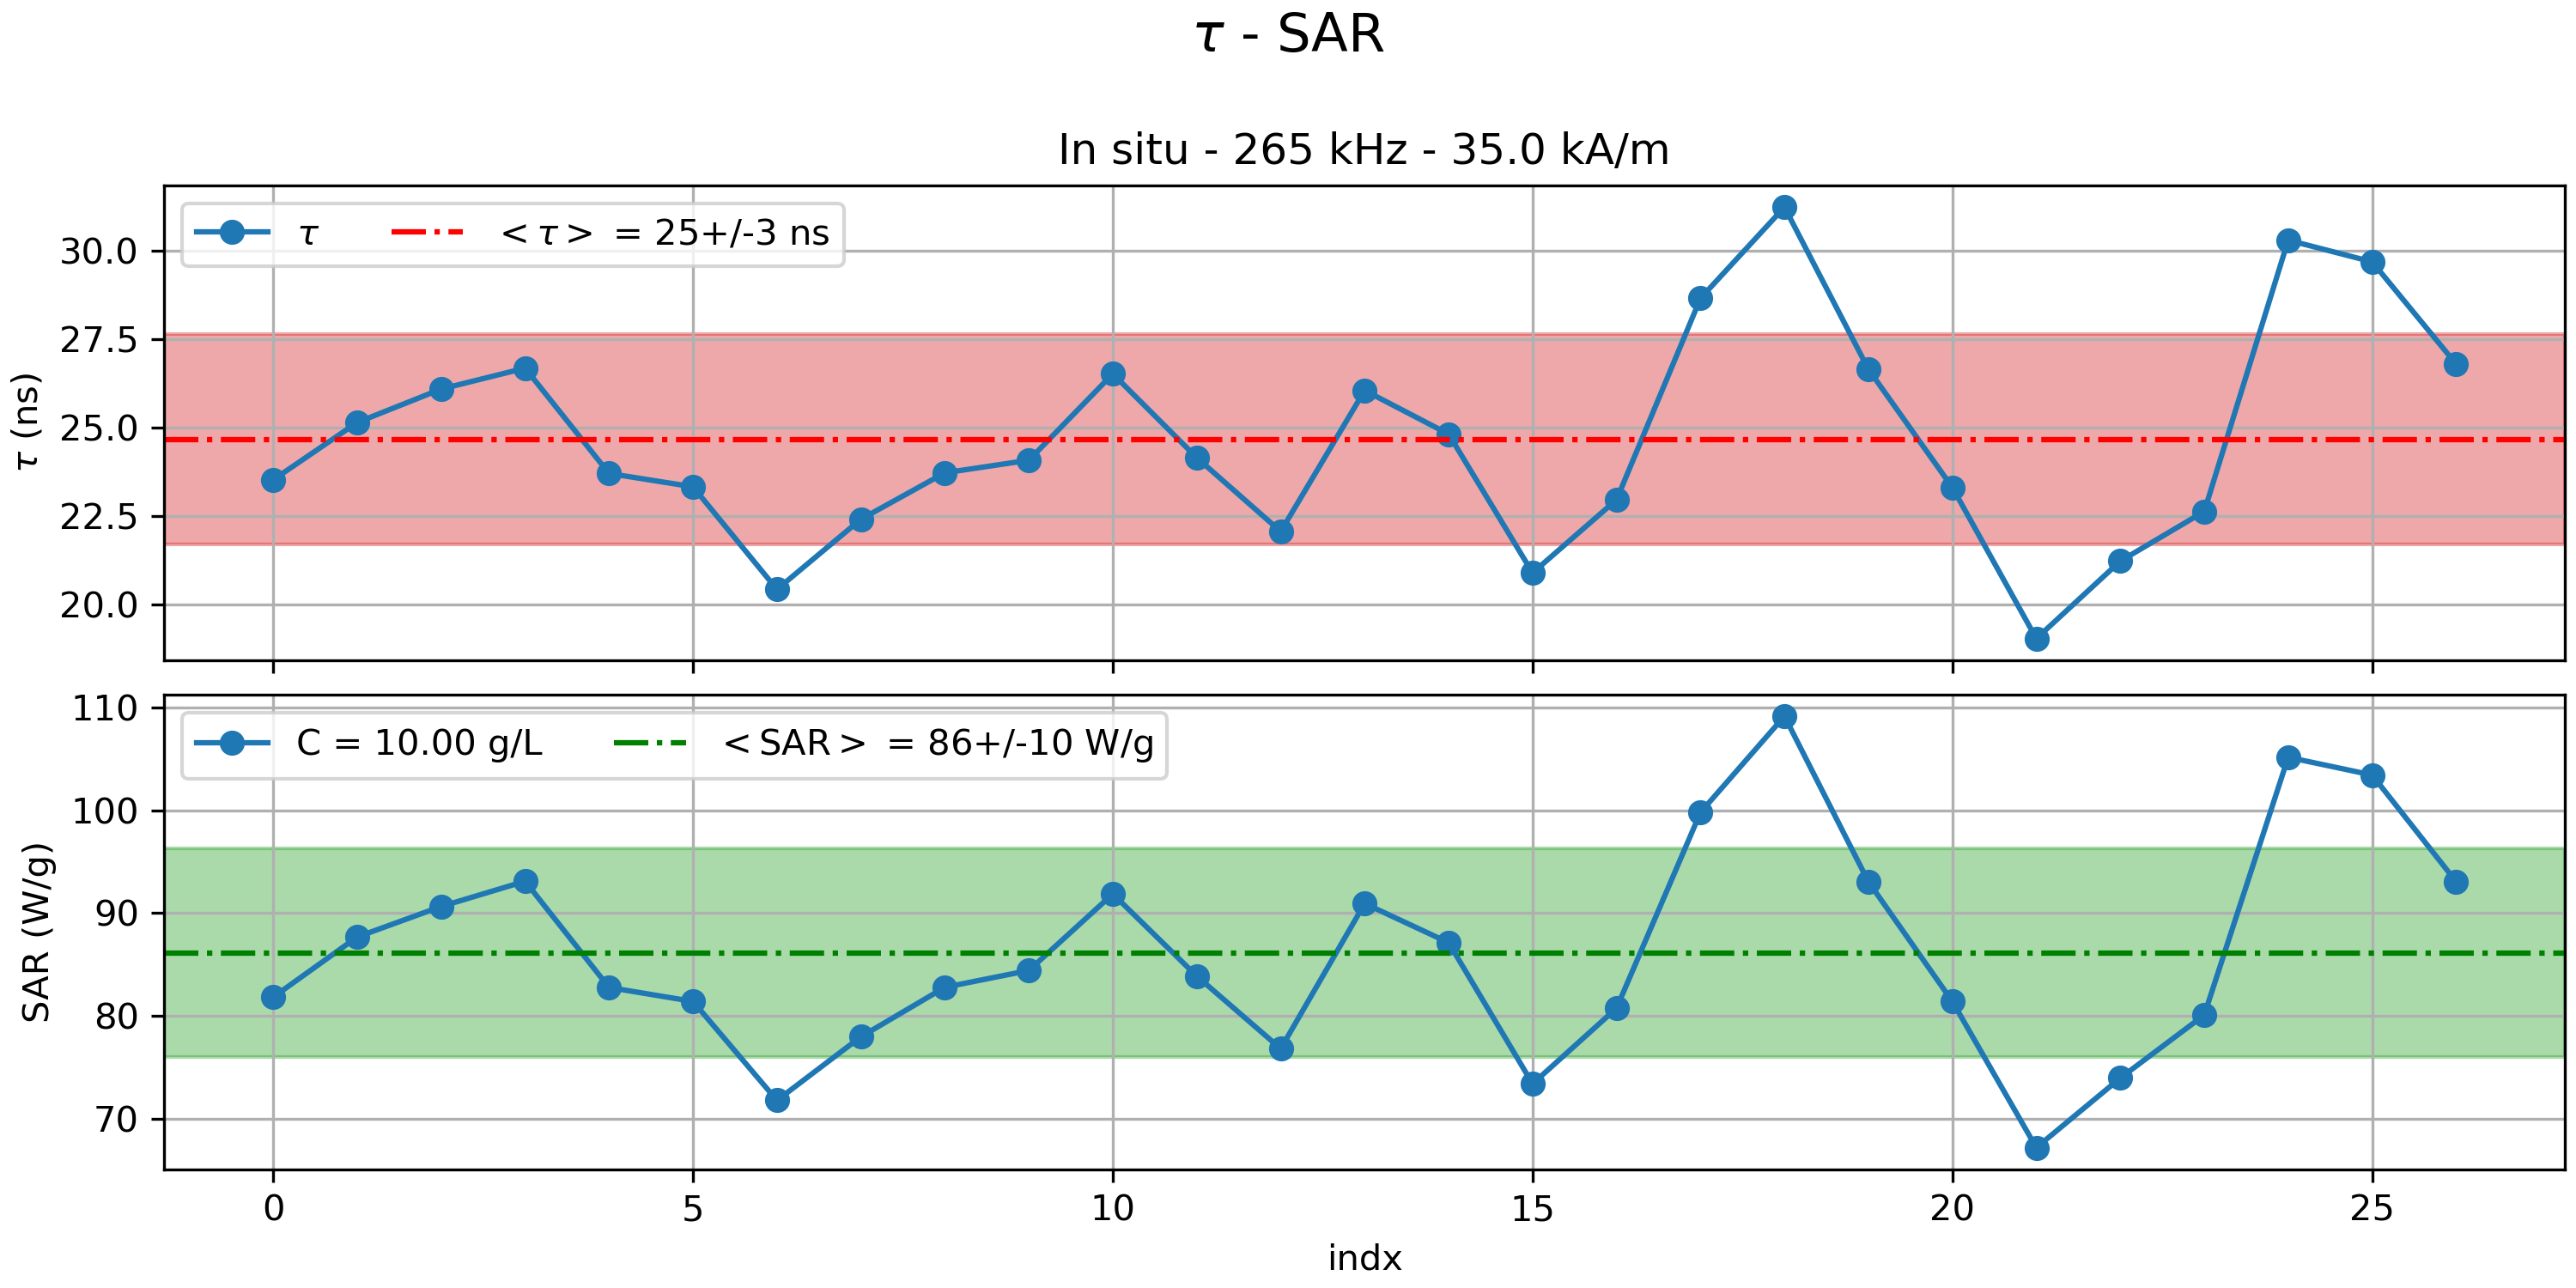 τ - SAR
In situ - 265 kHz - 35.0 kA/m
τ
<τ> = 25+/-3 ns
τ (ns)
30.0
27.5
25.0
22.5
20.0
C = 10.00 g/L
<SAR> = 86+/-10 W/g
SAR (W/g)
110
100
90
80
70
0 5 10 15 20 25
indx